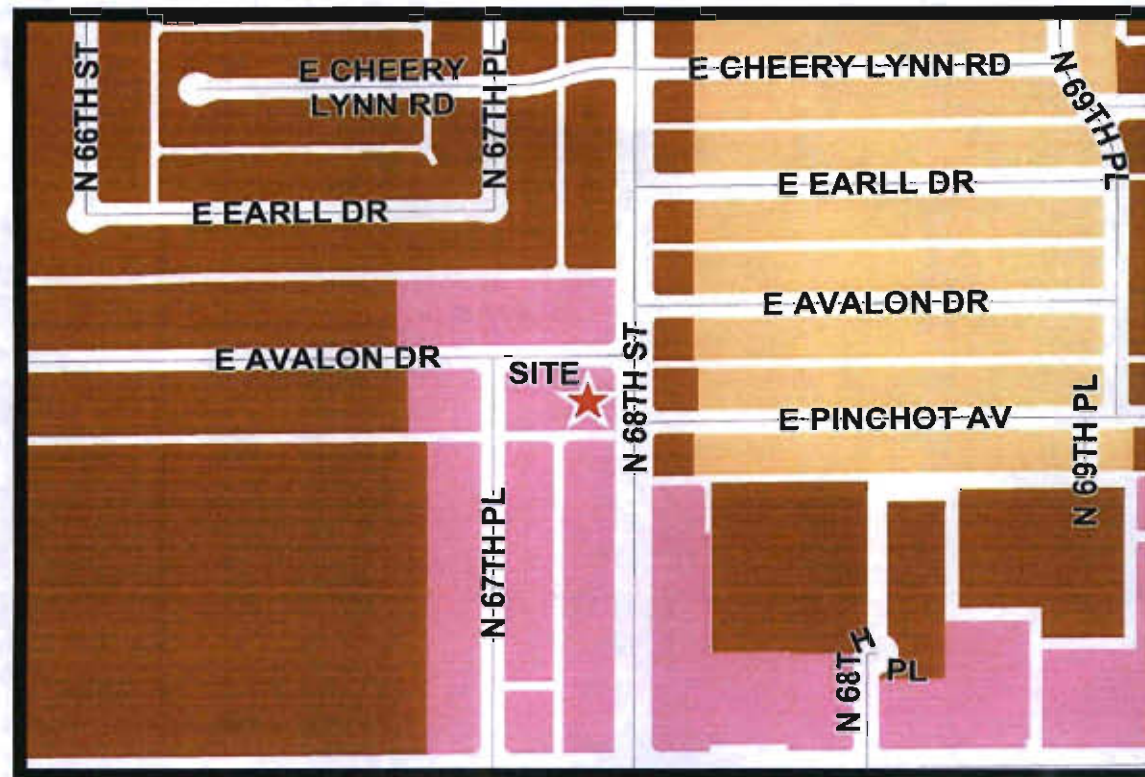 E CHEERY
LYNN RD
E CHEERY LYNN RD
N 66TH ST
N 67TH PL
N 69TH PL
E EARLL DR
E EARLL DR
E AVALON DR
E AVALON DR
SITE
N 68TH ST
E PINCHOT AV
N 69TH PL
N 67TH PL
N 68TH
PL